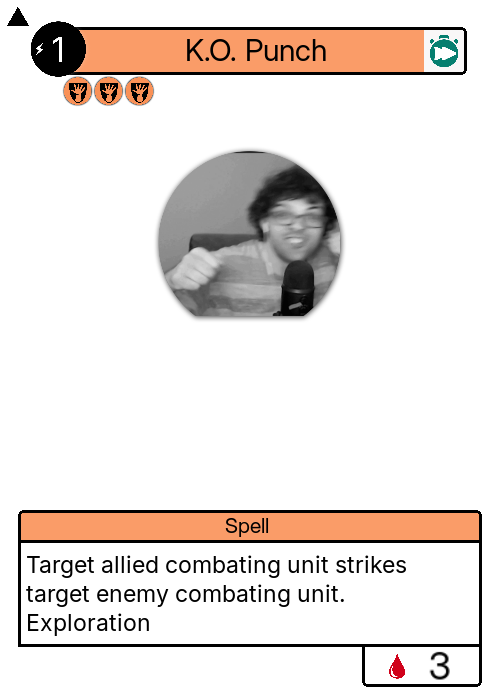 1
K.O. Punch
Spell
Target allied combating unit strikes
target enemy combating unit.
Exploration
3